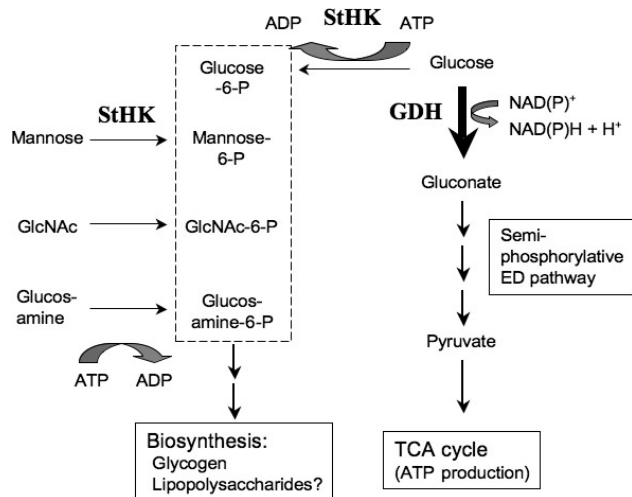 ADP StHK ATP
Glucose
-6-P
Glucose
StHK
GDH
NAD(P)⁺
NAD(P)H + H⁺
Mannose
Mannose-
6-P
Gluconate
GlcNAc
GlcNAc-6-P
Semi-
phosphorylative
ED pathway
Glucos-
amine
Glucos-
amine-6-P
Pyruvate
ATP ADP
Biosynthesis:
Glycogen
Lipopolysaccharides?
TCA cycle
(ATP production)